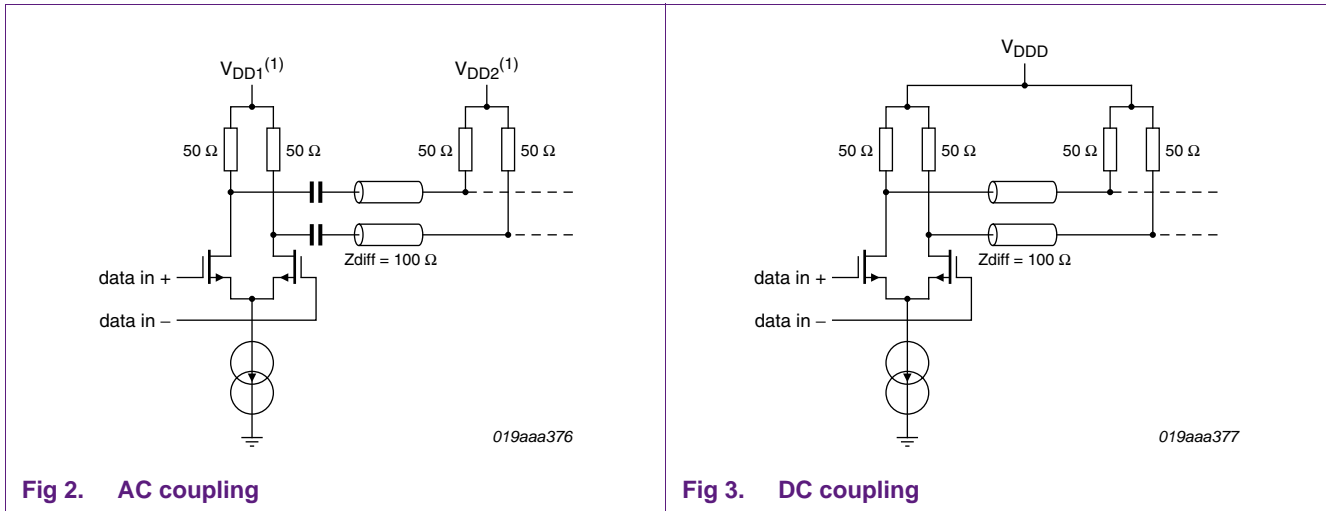 VDD1(1)
VDD2(1)
50 Ω
50 Ω
50 Ω
50 Ω
Zdiff = 100 Ω
data in +
data in −
019aaa376
Fig 2. AC coupling
VDDD
50 Ω
50 Ω
50 Ω
50 Ω
Zdiff = 100 Ω
data in +
data in −
019aaa377
Fig 3. DC coupling